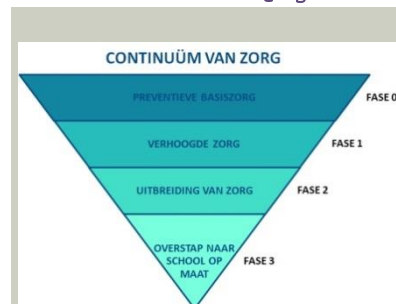 CONTINUÜM VAN ZORG
PREVENTIEVE BASISZORG
FASE 0
VERHOOGDE ZORG
FASE 1
UITBREIDING VAN ZORG
FASE 2
OVERSTAP NAAR
SCHOOL OP
MAAT
FASE 3